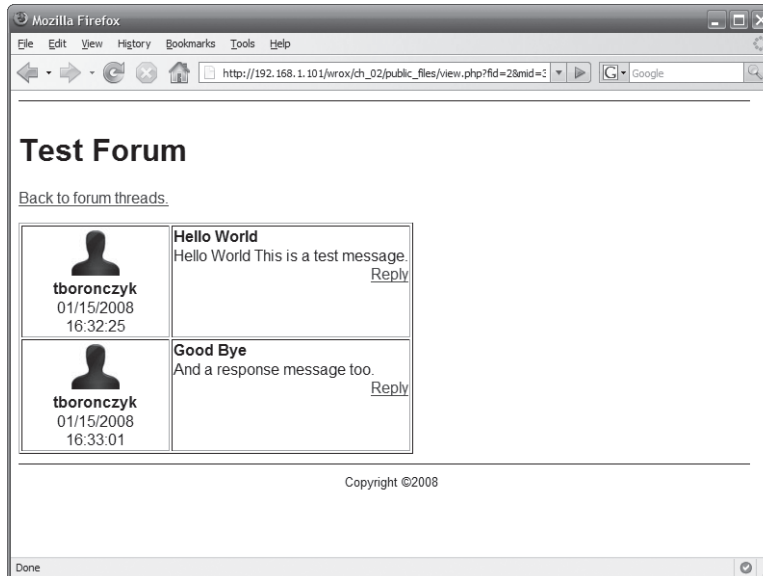 Mozilla Firefox
File Edit View History Bookmarks Tools Help
http://192.168.1.101/wrox/ch_02/public_files/view.php?fid=2&mid=3
G Google
Test Forum
Back to forum threads.
Hello World
Hello World This is a test message.
Reply
tboronczyk
01/15/2008
16:32:25
Good Bye
And a response message too.
Reply
tboronczyk
01/15/2008
16:33:01
Copyright ©2008
Done